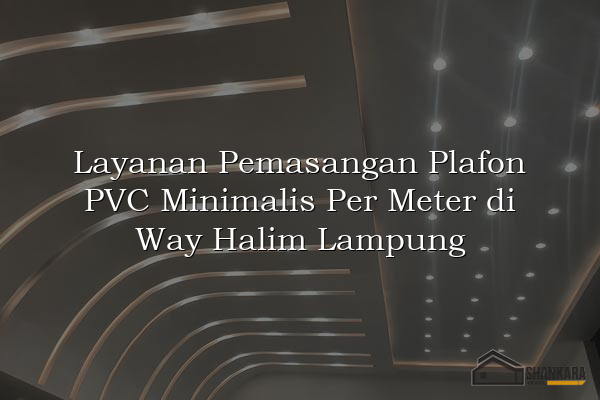 Layanan Pemasangan Plafon
PVC Minimalis Per Meter di
Way Halim Lampung
SHANKARA